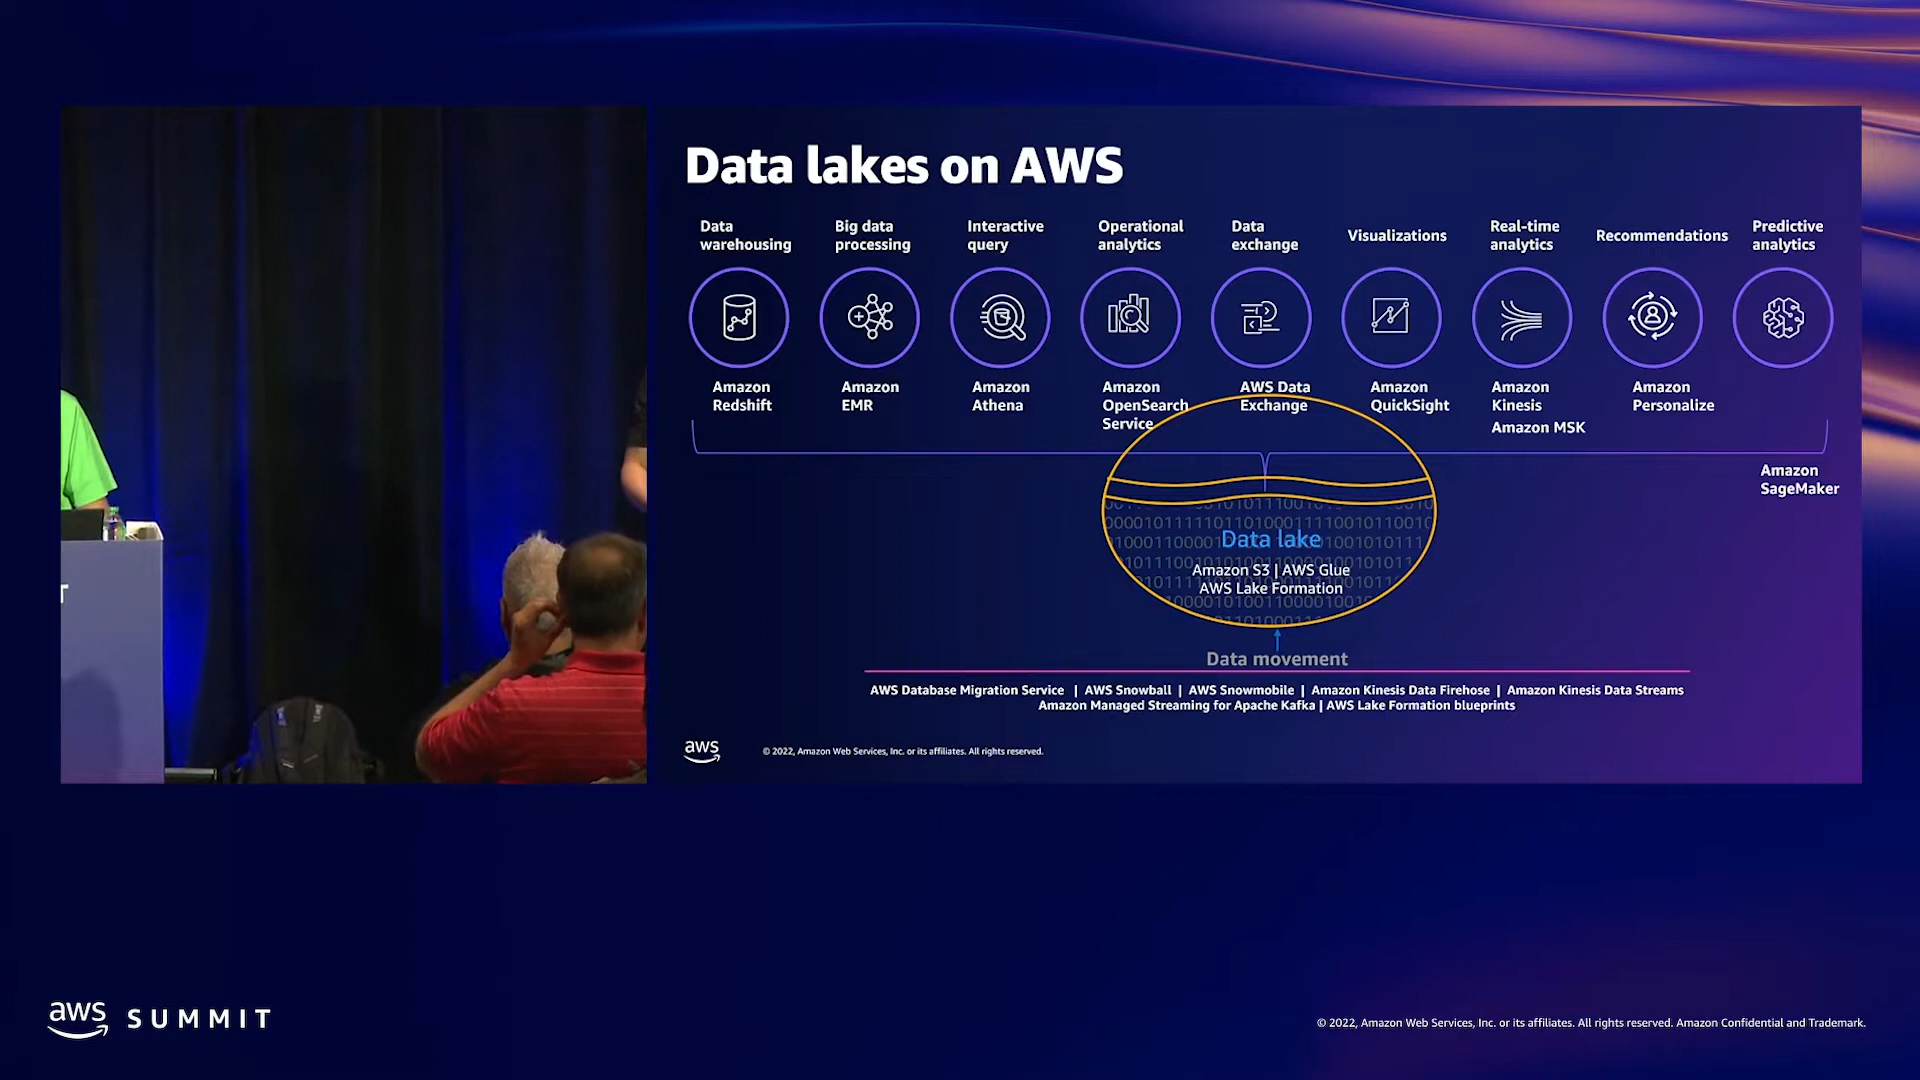 Data lakes on AWS
Data
warehousing
Big data
processing
Interactive
query
Operational
analytics
Data
exchange
Visualizations
Real-time
analytics
Recommendations
Predictive
analytics
Amazon
Redshift
Amazon
EMR
Amazon
Athena
Amazon
OpenSearch
Service
AWS Data
Exchange
Amazon
QuickSight
Amazon
Kinesis
Amazon MSK
Amazon
Personalize
Amazon
SageMaker
Data lake
Amazon S3 | AWS Glue
AWS Lake Formation
Data movement
AWS Database Migration Service | AWS Snowball | AWS Snowmobile | Amazon Kinesis Data Firehose | Amazon Kinesis Data Streams
Amazon Managed Streaming for Apache Kafka | AWS Lake Formation blueprints
aws
© 2022, Amazon Web Services, Inc. or its affiliates. All rights reserved.
T
aws SUMMIT
© 2022, Amazon Web Services, Inc. or its affiliates. All rights reserved. Amazon Confidential and Trademark.